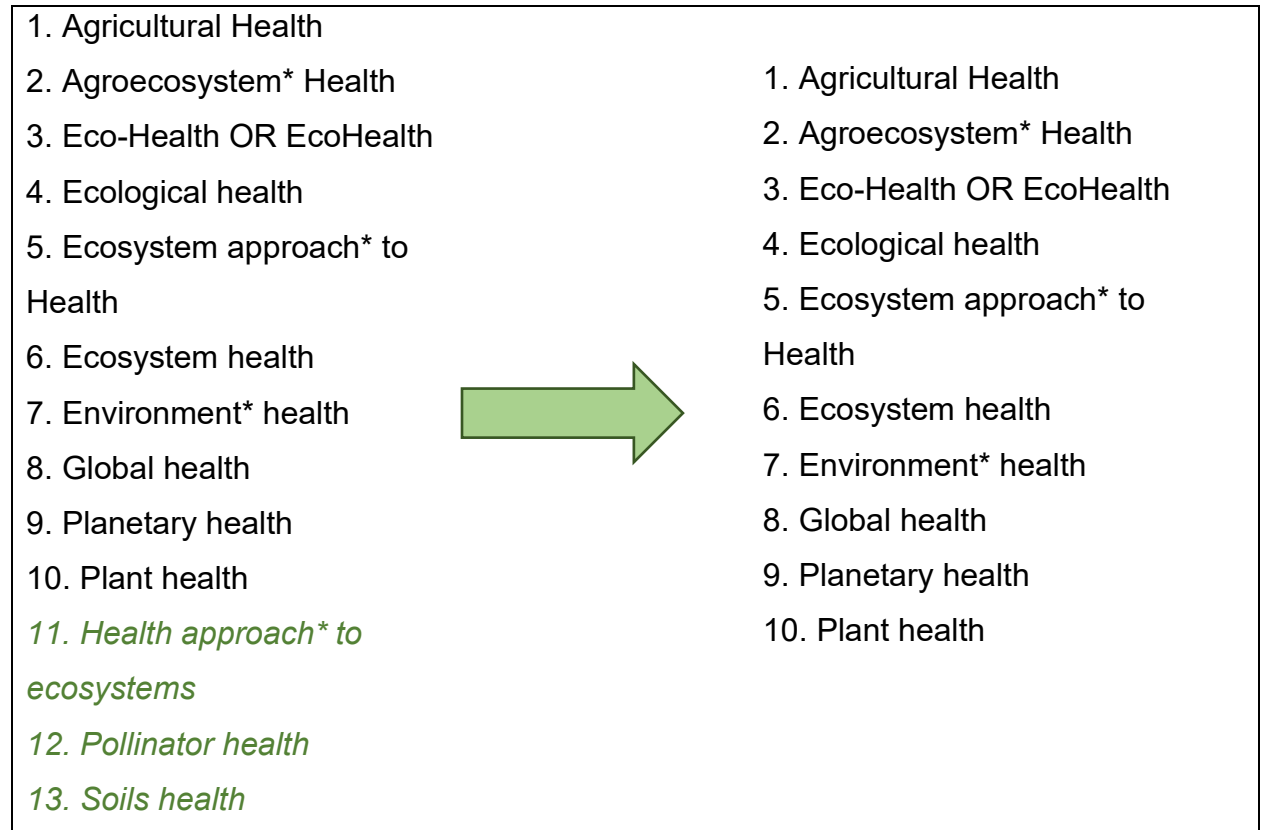 1. Agricultural Health
2. Agroecosystem* Health
3. Eco-Health OR EcoHealth
4. Ecological health
5. Ecosystem approach* to
Health
6. Ecosystem health
7. Environment* health
8. Global health
9. Planetary health
10. Plant health
11. Health approach* to
ecosystems
12. Pollinator health
13. Soils health
1. Agricultural Health
2. Agroecosystem* Health
3. Eco-Health OR EcoHealth
4. Ecological health
5. Ecosystem approach* to
Health
6. Ecosystem health
7. Environment* health
8. Global health
9. Planetary health
10. Plant health